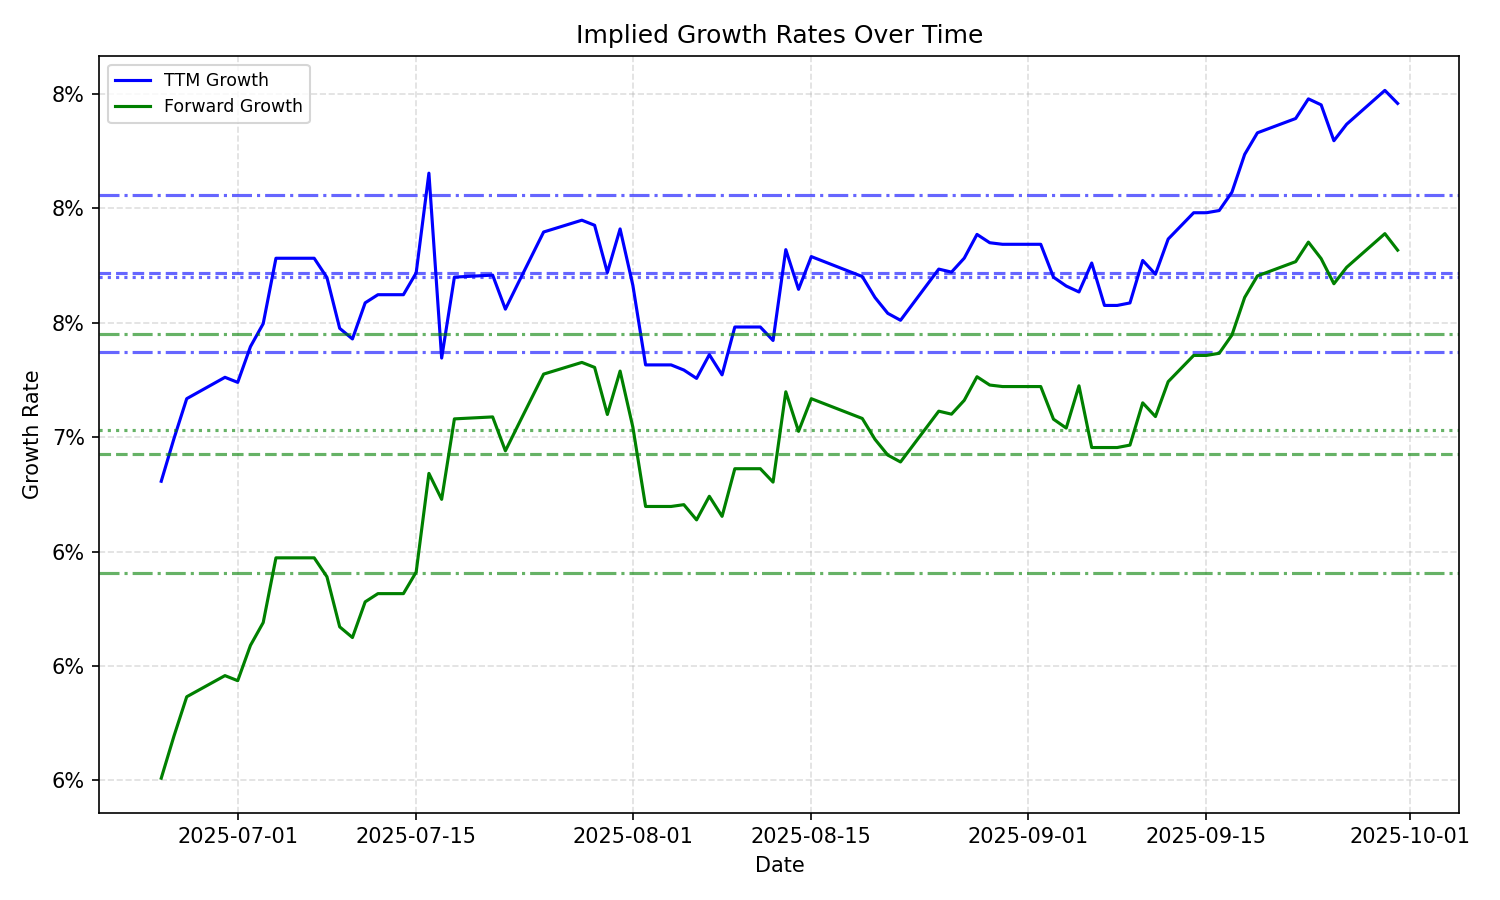 Implied Growth Rates Over Time
TTM Growth
Forward Growth
8%
8%
8%
7%
6%
6%
6%
Growth Rate
2025-07-01
2025-07-15
2025-08-01
2025-08-15
2025-09-01
2025-09-15
2025-10-01
Date